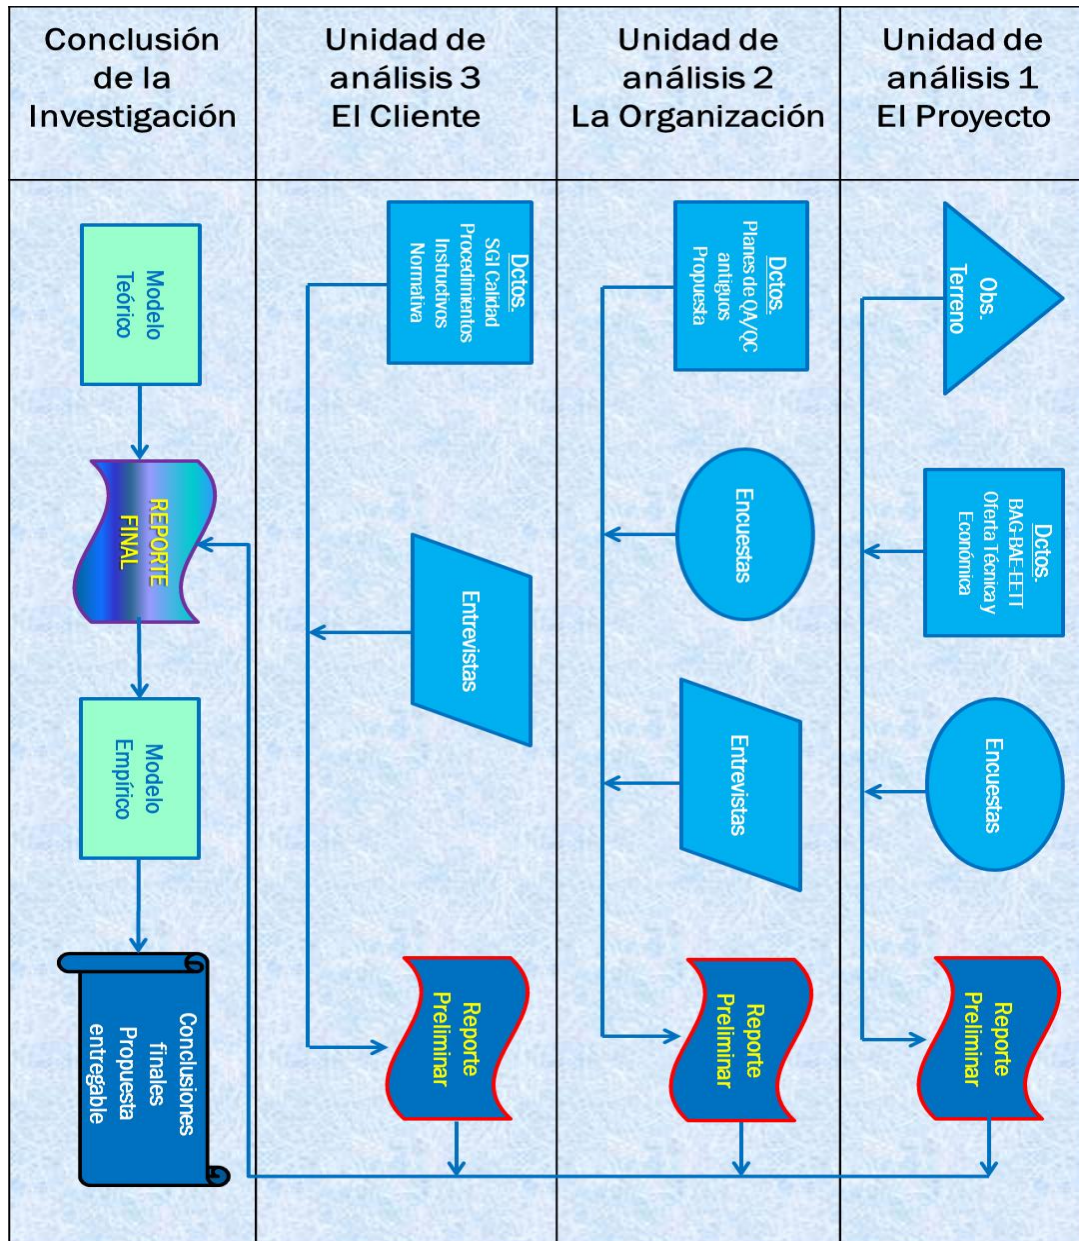 Conclusión
de la
Investigación
Unidad de
análisis 3
El Cliente
Unidad de
análisis 2
La Organización
Unidad de
análisis 1
El Proyecto
Modelo
Teórico
REPORTE
FINAL
Modelo
Empírico
Conclusiones
finales
Propuesta
entregable
Dctos.
SGI Calidad
Procedimientos
Instructivos
Normativa
Entrevistas
Reporte
Preliminar
Dctos.
Planes de QA/QC
antiguos
Propuesta
Encuestas
Entrevistas
Reporte
Preliminar
Obs.
Terreno
Dctos.
BAG-BAE-EETT
Oferta Técnica y
Económica
Encuestas
Reporte
Preliminar